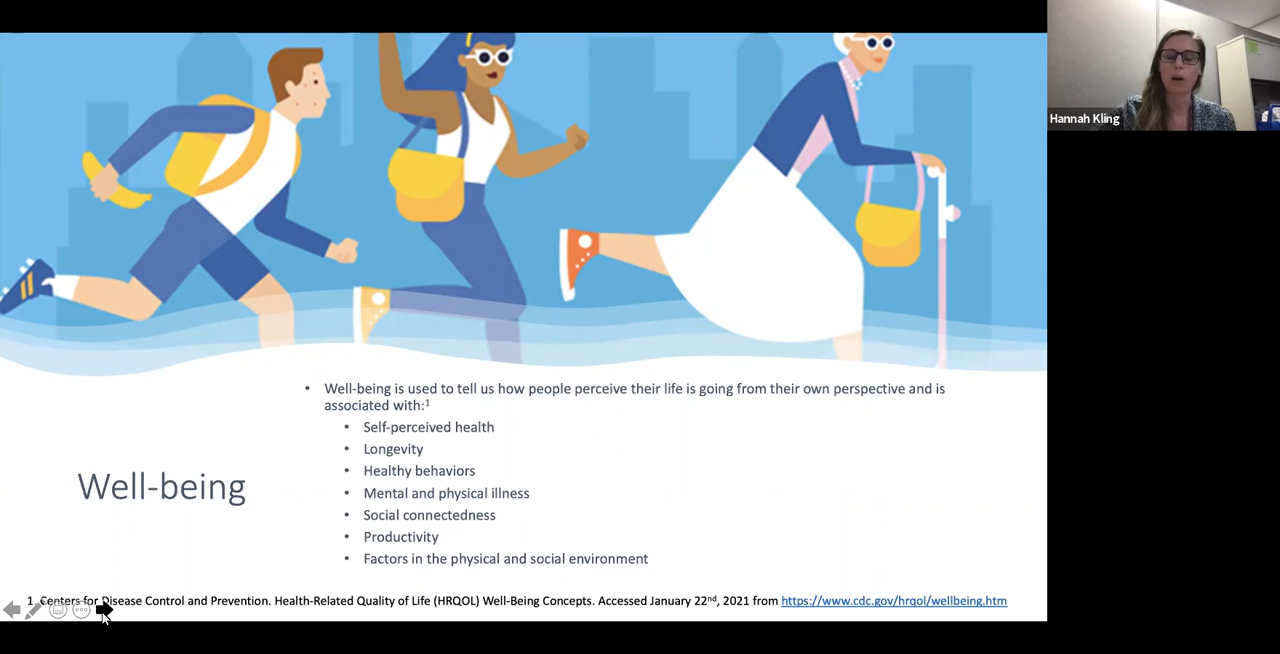 Hannah Kling
• Well-being is used to tell us how people perceive their life is going from their own perspective and is
associated with:¹
• Self-perceived health
• Longevity
• Healthy behaviors
• Mental and physical illness
• Social connectedness
• Productivity
• Factors in the physical and social environment
Well-being
1. Centers for Disease Control and Prevention. Health-Related Quality of Life (HRQOL) Well-Being Concepts. Accessed January 22ⁿᵈ, 2021 from https://www.cdc.gov/hrqol/wellbeing.htm